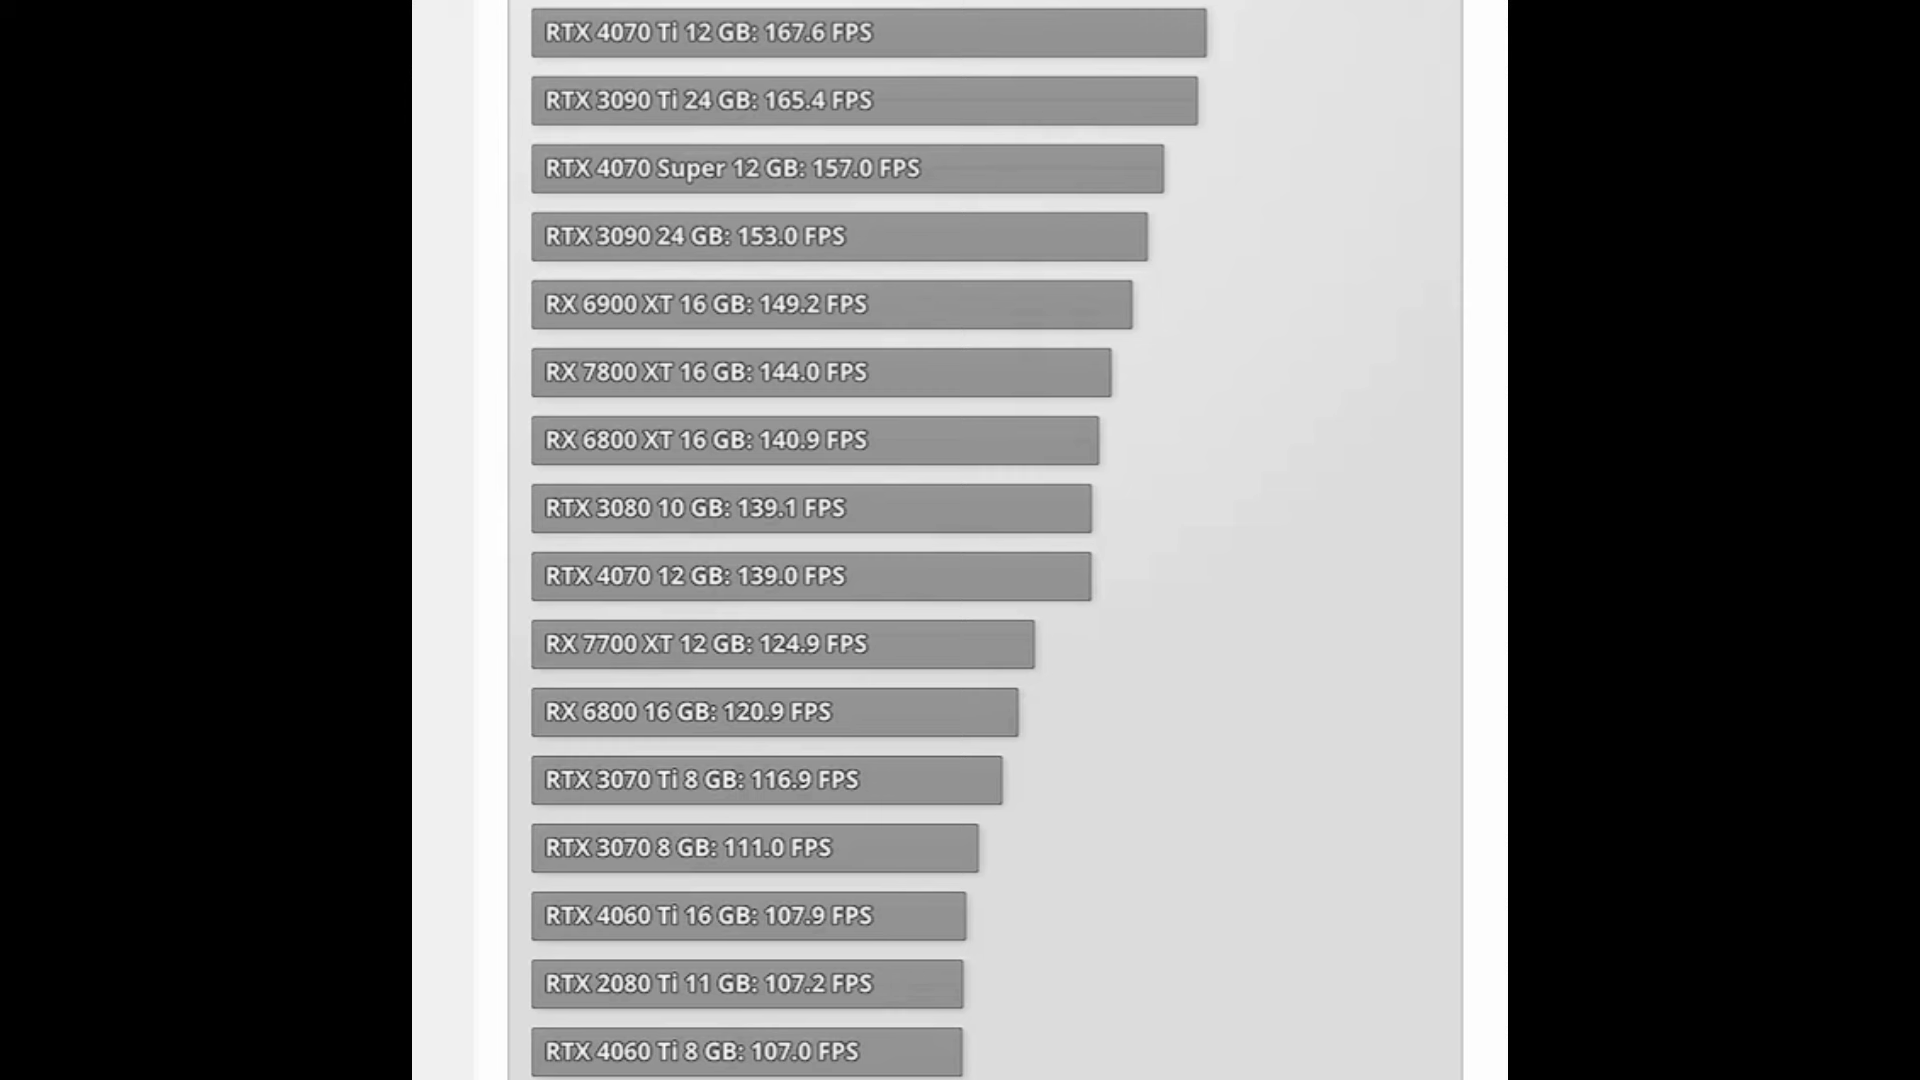 RTX 4070 Ti 12 GB: 167.6 FPS
RTX 3090 Ti 24 GB: 165.4 FPS
RTX 4070 Super 12 GB: 157.0 FPS
RTX 3090 24 GB: 153.0 FPS
RX 6900 XT 16 GB: 149.2 FPS
RX 7800 XT 16 GB: 144.0 FPS
RX 6800 XT 16 GB: 140.9 FPS
RTX 3080 10 GB: 139.1 FPS
RTX 4070 12 GB: 139.0 FPS
RX 7700 XT 12 GB: 124.9 FPS
RX 6800 16 GB: 120.9 FPS
RTX 3070 Ti 8 GB: 116.9 FPS
RTX 3070 8 GB: 111.0 FPS
RTX 4060 Ti 16 GB: 107.9 FPS
RTX 2080 Ti 11 GB: 107.2 FPS
RTX 4060 Ti 8 GB: 107.0 FPS